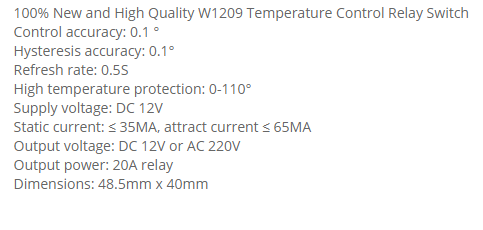 100% New and High Quality W1209 Temperature Control Relay Switch
Control accuracy: 0.1 °
Hysteresis accuracy: 0.1°
Refresh rate: 0.5S
High temperature protection: 0-110°
Supply voltage: DC 12V
Static current: ≤ 35MA, attract current ≤ 65MA
Output voltage: DC 12V or AC 220V
Output power: 20A relay
Dimensions: 48.5mm x 40mm